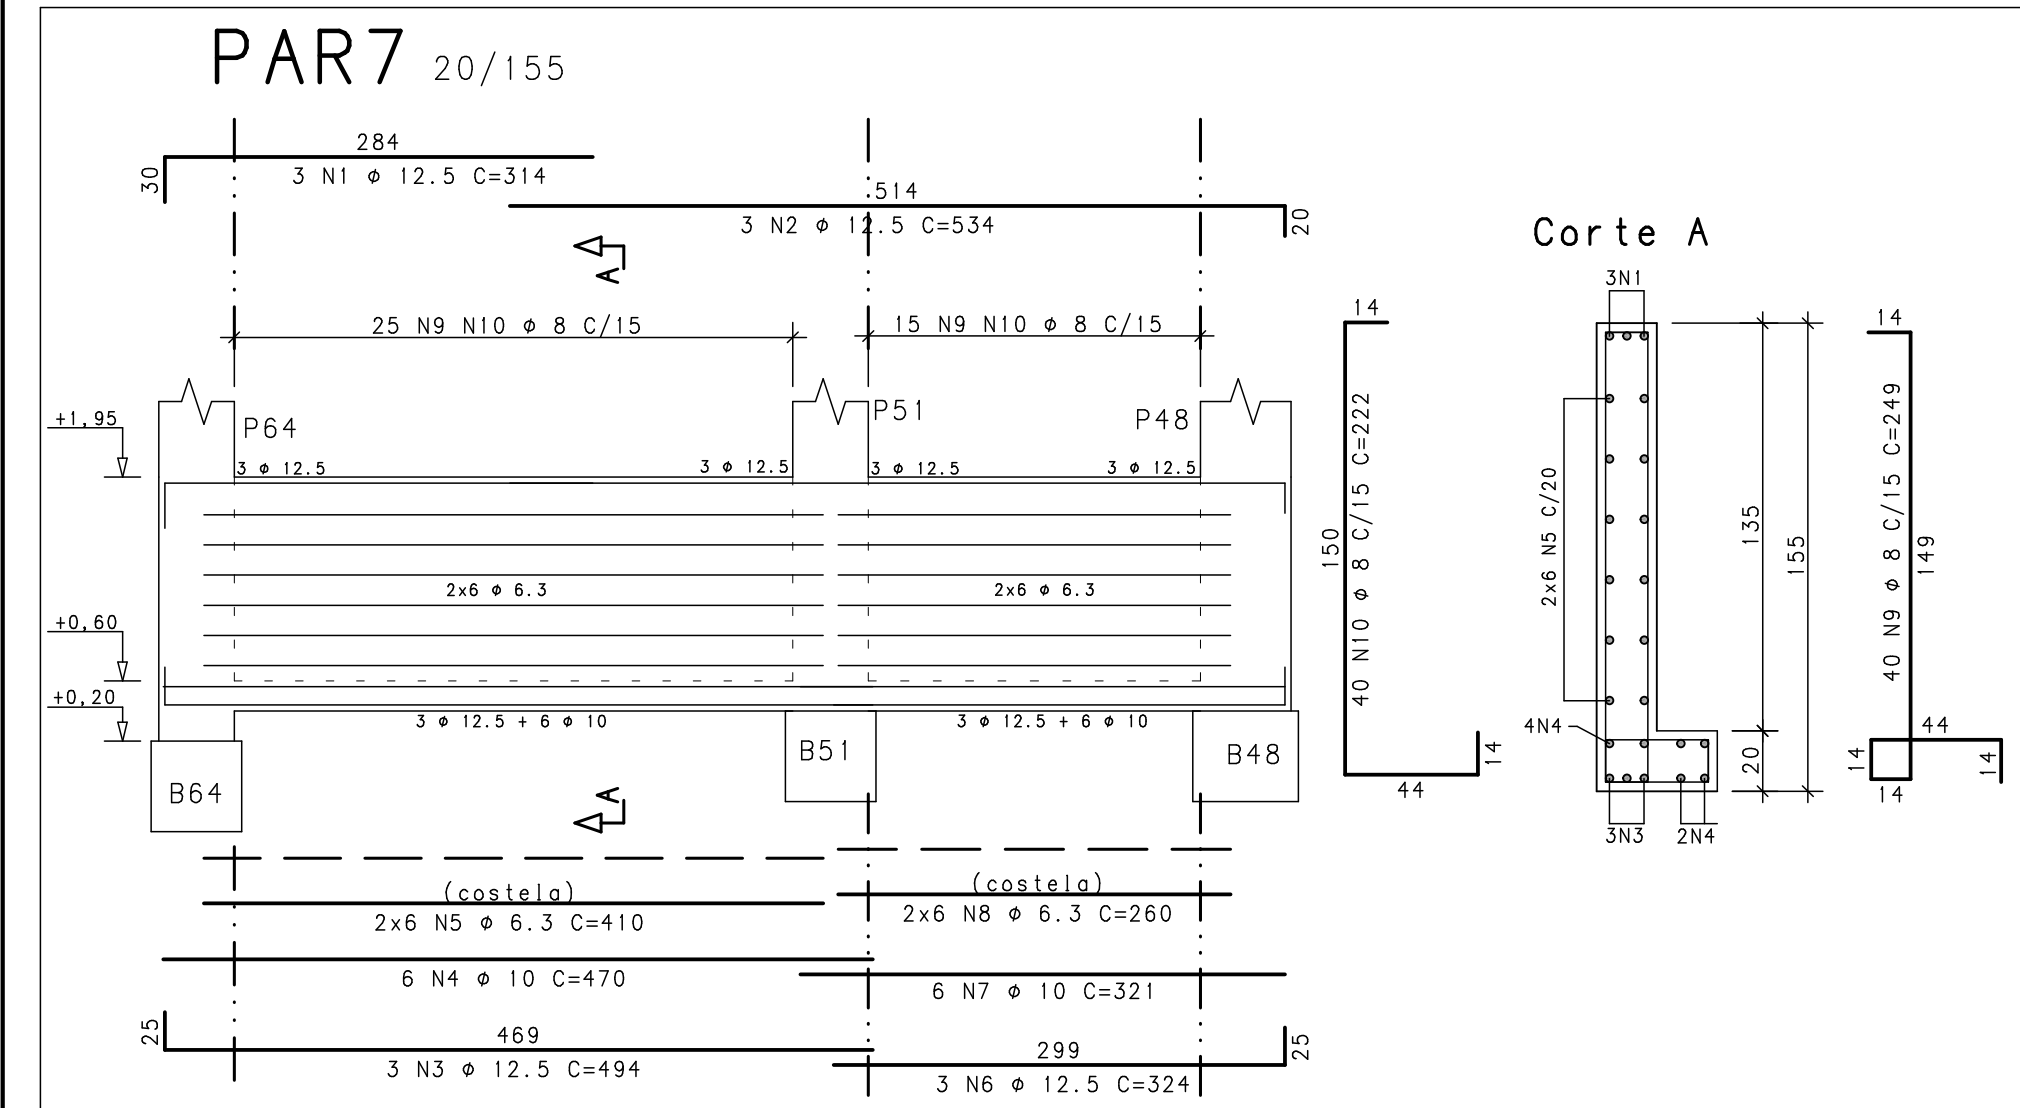 PAR7 20/155
284
30
3 N1 φ 12.5 C=314
514
3 N2 φ 12.5 C=534
20
A
25 N9 N10 φ 8 C/15
15 N9 N10 φ 8 C/15
P64
P51
P48
+1,95
3 φ 12.5
3 φ 12.5
3 φ 12.5
3 φ 12.5
2x6 φ 6.3
2x6 φ 6.3
+0,60
+0,20
3 φ 12.5 + 6 φ 10
3 φ 12.5 + 6 φ 10
B64
B51
B48
A
(costela)
2x6 N5 φ 6.3 C=410
(costela)
2x6 N8 φ 6.3 C=260
6 N4 φ 10 C=470
6 N7 φ 10 C=321
25
469
3 N3 φ 12.5 C=494
299
25
3 N6 φ 12.5 C=324
14
150
40 N10 φ 8 C/15 C=222
14
44
Corte A
3N1
2x6 N5 C/20
135
155
4N4
20
3N3
2N4
14
40 N9 φ 8 C/15 C=249
149
44
14
14
14